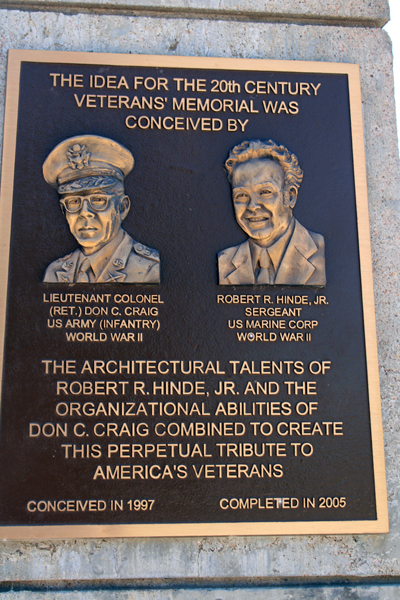 THE IDEA FOR THE 20th CENTURY
VETERANS' MEMORIAL WAS
CONCEIVED BY
LIEUTENANT COLONEL
(RET.) DON C. CRAIG
US ARMY (INFANTRY)
WORLD WAR II
ROBERT R. HINDE, JR.
SERGEANT
US MARINE CORP
WORLD WAR II
THE ARCHITECTURAL TALENTS OF
ROBERT R. HINDE, JR. AND THE
ORGANIZATIONAL ABILITIES OF
DON C. CRAIG COMBINED TO CREATE
THIS PERPETUAL TRIBUTE TO
AMERICA'S VETERANS
CONCEIVED IN 1997
COMPLETED IN 2005